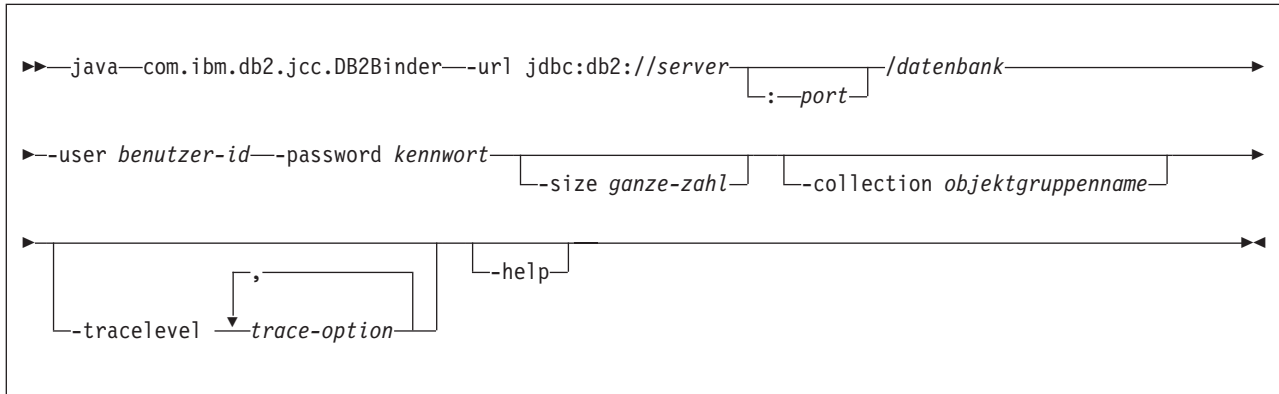 java com.ibm.db2.jcc.DB2Binder -url jdbc:db2://server /datenbank
: port
-user benutzer-id -password kennwort
-size ganze-zahl -collection objektgruppenname
,
-help
-tracelevel trace-option